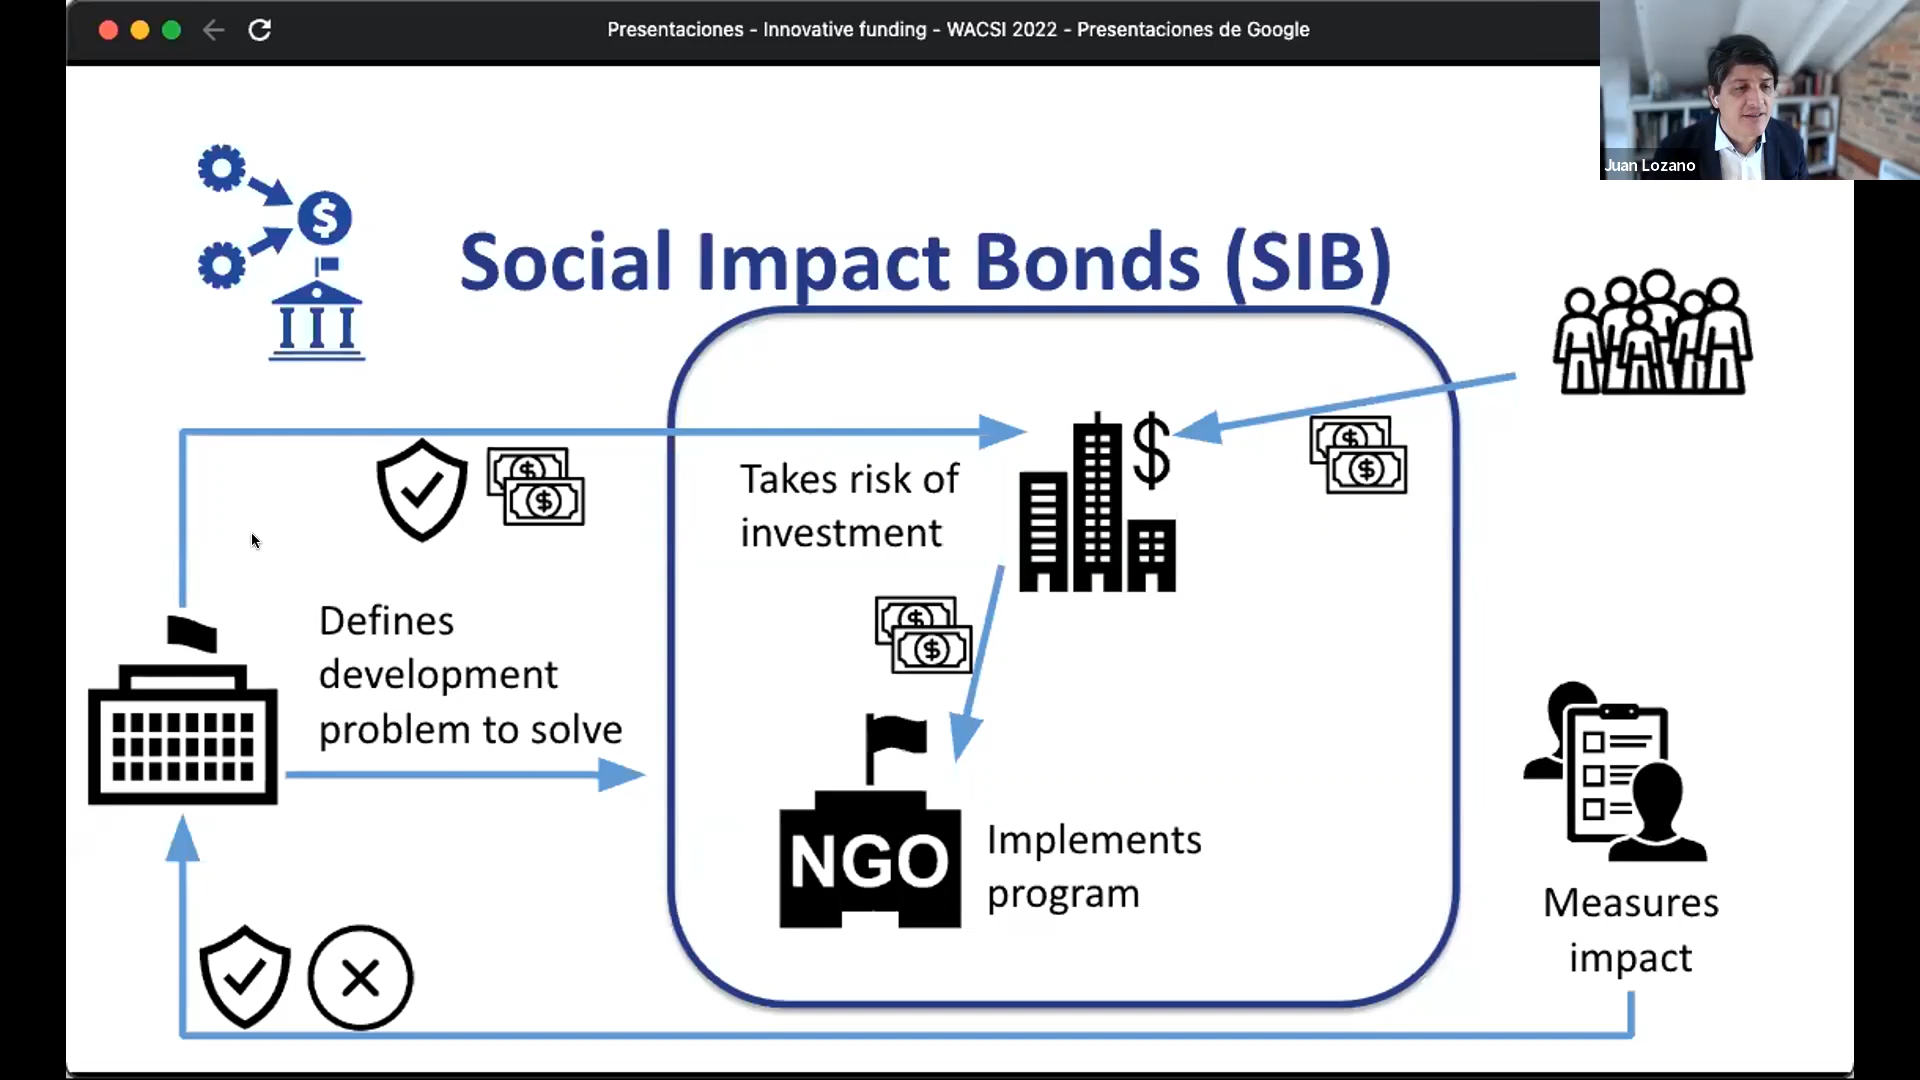 Presentaciones - Innovative funding - WACSI 2022 - Presentaciones de Google
Juan Lozano
$
Social Impact Bonds (SIB)
$
$
$
$
$
Takes risk of
investment
$
$
Defines
development
problem to solve
NGO
Implements
program
Measures
impact